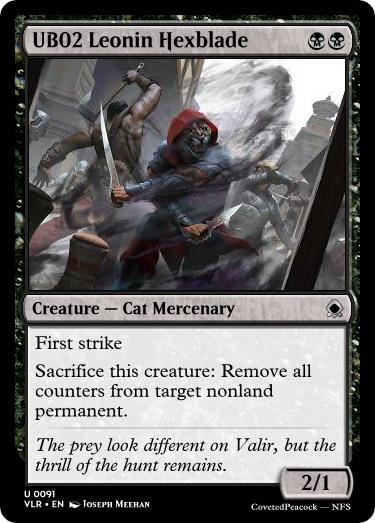 UB02 Leonin Hexblade
Creature — Cat Mercenary
First strike
Sacrifice this creature: Remove all
counters from target nonland
permanent.
The prey look different on Valir, but the
thrill of the hunt remains.
2/1
U 0091
VLR • EN Joseph Meehan
CovetedPeacock — NFS